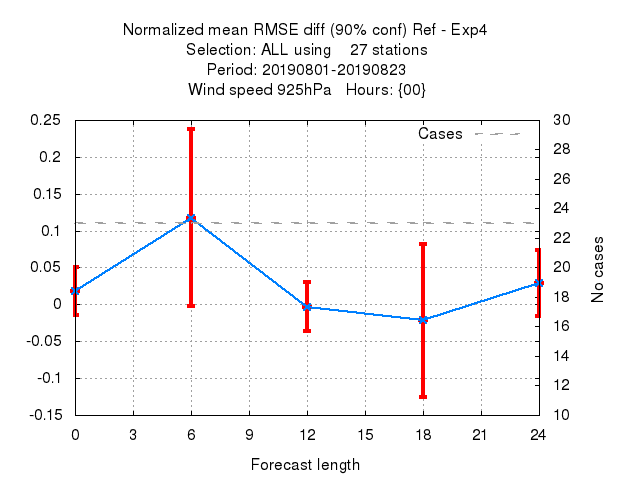 Normalized mean RMSE diff (90% conf) Ref - Exp4
Selection: ALL using    27 stations
Period: 20190801-20190823
Wind speed 925hPa   Hours: {00}
Cases
0.25
0.2
0.15
0.1
0.05
0
-0.05
-0.1
-0.15
30
28
26
24
22
20
18
16
14
12
10
No cases
0 3 6 9 12 15 18 21 24
Forecast length